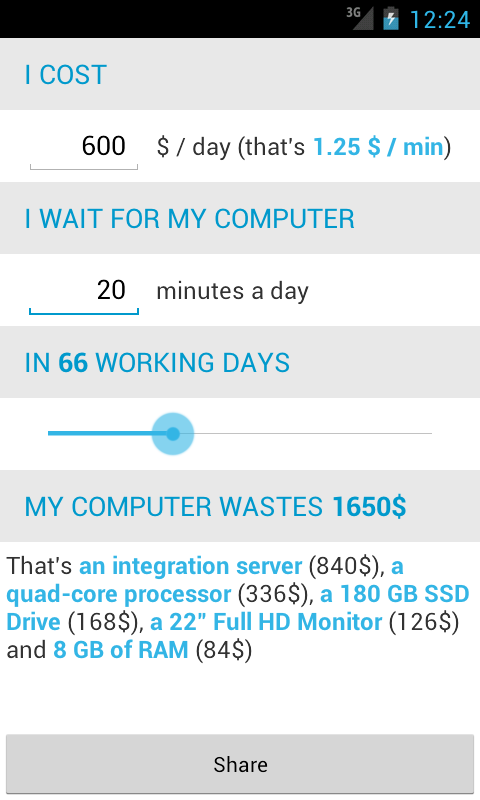 3G 12:24
I COST
600 $ / day (that's 1.25 $ / min)
I WAIT FOR MY COMPUTER
20 minutes a day
IN 66 WORKING DAYS
MY COMPUTER WASTES 1650$
That's an integration server (840$), a
quad-core processor (336$), a 180 GB SSD
Drive (168$), a 22" Full HD Monitor (126$)
and 8 GB of RAM (84$)
Share